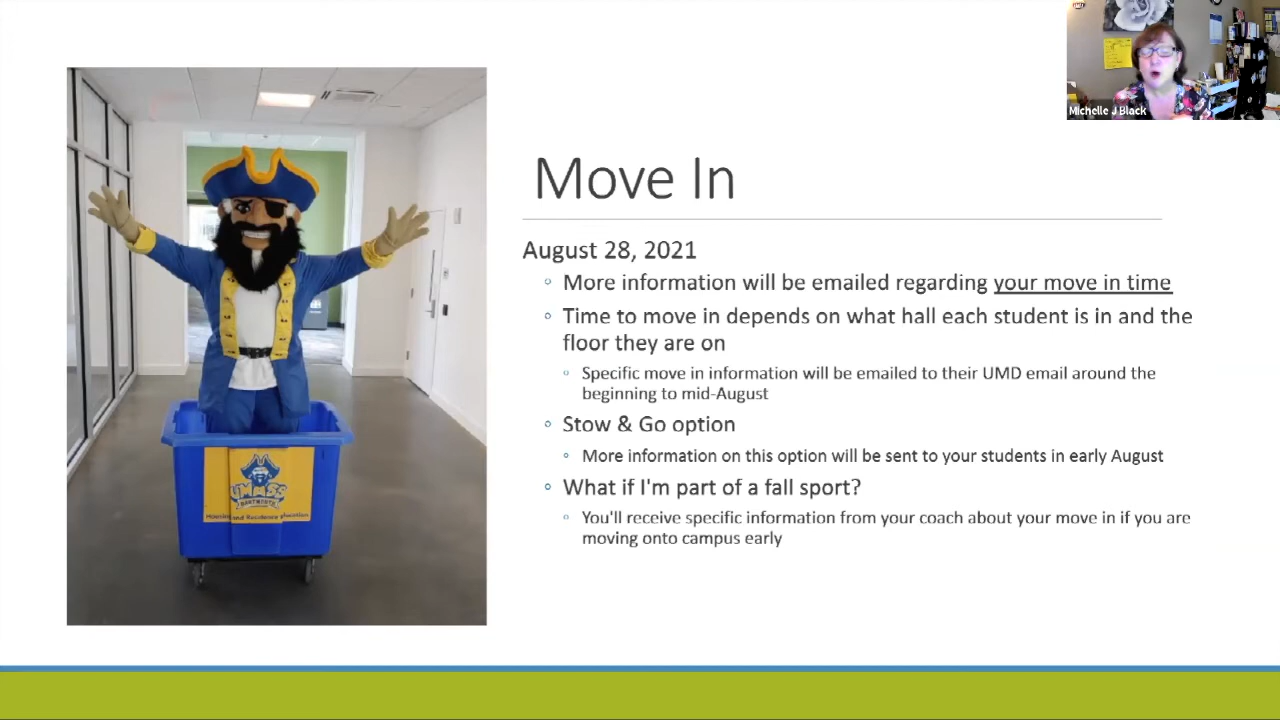 Michelle J Black
Move In
August 28, 2021
More information will be emailed regarding your move in time
Time to move in depends on what hall each student is in and the
floor they are on
Specific move in information will be emailed to their UMD email around the
beginning to mid-August
Stow & Go option
More information on this option will be sent to your students in early August
What if I'm part of a fall sport?
You'll receive specific information from your coach about your move in if you are
moving onto campus early
UMASS
DARTMOUTH
Housing and Residence Education